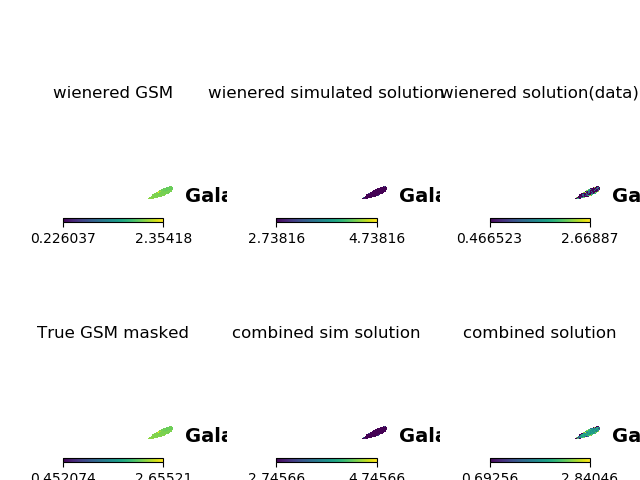 wienered GSM
wienered simulated solution
wienered solution(data)
Gala
Gala
Ga
0.226037 2.35418
2.73816 4.73816
0.466523 2.66887
True GSM masked
combined sim solution
combined solution
Gala
Gala
Ga
0.452074 2.65521
2.74566 4.74566
0.69256 2.84046